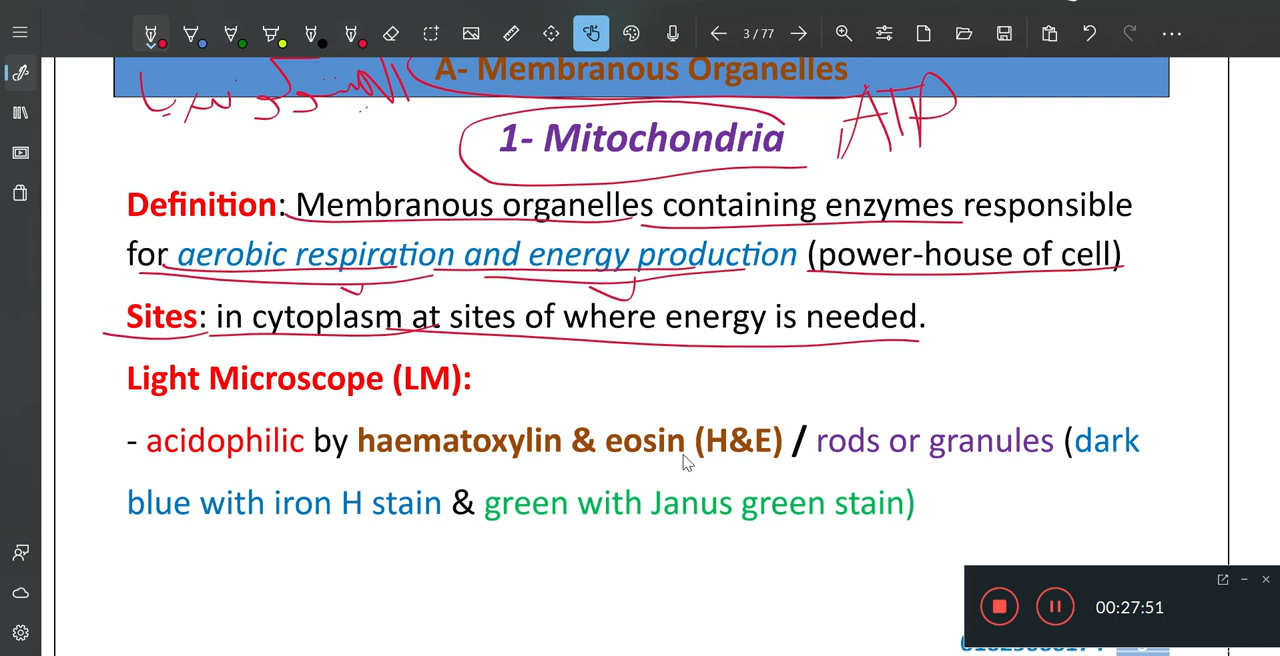 3 / 77
A- Membranous Organelles
الميتوكوندريا
1- Mitochondria
ATP
Definition: Membranous organelles containing enzymes responsible
for aerobic respiration and energy production (power-house of cell)
Sites: in cytoplasm at sites of where energy is needed.
Light Microscope (LM):
- acidophilic by haematoxylin & eosin (H&E) / rods or granules (dark
blue with iron H stain & green with Janus green stain)
00:27:51